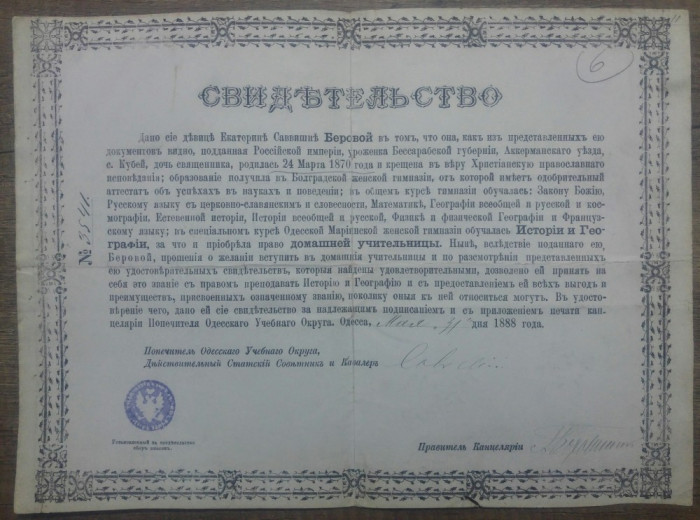 6
СВИДѢТЕЛЬСТВО
Дано сіе дѣвицѣ Екатеринѣ Саввишнѣ Беровой въ томъ, что она, какъ изъ представленныхъ ею
документовъ видно, подданная Россійской имперіи, уроженка Бессарабской губерніи, Аккерманскаго уѣзда,
с. Кубей, дочь священника, родилась 24 Марта 1870 года и крещена въ вѣру Христіанскую православнаго
исповѣданія; образованіе получила въ Болградской женской гимназіи, отъ которой имѣетъ одобрительный
аттестатъ объ успѣхахъ въ наукахъ и поведеніи; въ общемъ курсѣ гимназіи обучалась: Закону Божію,
Русскому языку съ церковно-славянскимъ и словесности, Математикѣ, Географіи всеобщей и русской и кос-
мографіи, Естевенной исторіи, Исторіи всеобщей и русской, Физикѣ и физической Географіи и Француз-
скому языку; въ спеціальномъ курсѣ Одесской Маріинской женской гимназіи обучалась Исторіи и Гео-
графіи, за что и пріобрѣла право домашней учительницы. Нынѣ, вслѣдствіе поданнаго ею,
Беровой, прошенія о желаніи вступить въ домашнія учительницы и по разсмотрѣніи представленныхъ
ею удостовѣрательныхъ свидѣтельствъ, которыя найдены удовлетворительными, дозволено ей принять на
себя это званіе съ правомъ преподавать Исторію и Географію и съ предоставленіемъ ей всѣхъ выгодъ и
преимуществъ, присвоенныхъ означенному званію, поколику оныя къ ней относиться могутъ. Въ удосто-
вѣреніе чего, дано ей сіе свидѣтельство за надлежащимъ подписаніемъ и съ приложеніемъ печати кан-
целяріи Попечителя Одесскаго Учебнаго Округа. Одесса, Мая 31 дня 1888 года.
№
Попечитель Одесскаго Учебнаго Округа,
Дѣйствительный Статскій Совѣтникъ и Кавалеръ
Правитель Канцеляріи